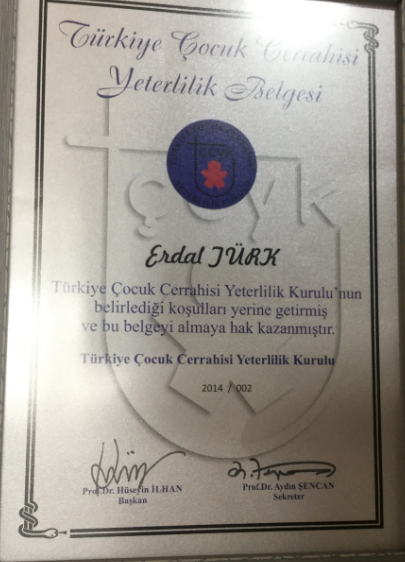 Türkiye Çocuk Cerrahisi
Yeterlilik Belgesi
çcyk
Erdal TÜRK
Türkiye Çocuk Cerrahisi Yeterlilik Kurulu'nun
belirlediği koşulları yerine getirmiş
ve bu belgeyi almaya hak kazanmıştır.
Türkiye Çocuk Cerrahisi Yeterlilik Kurulu
2014 / 002
Prof.Dr. Hüseyin İLHAN
Başkan
Prof.Dr. Aydın ŞENCAN
Sekreter